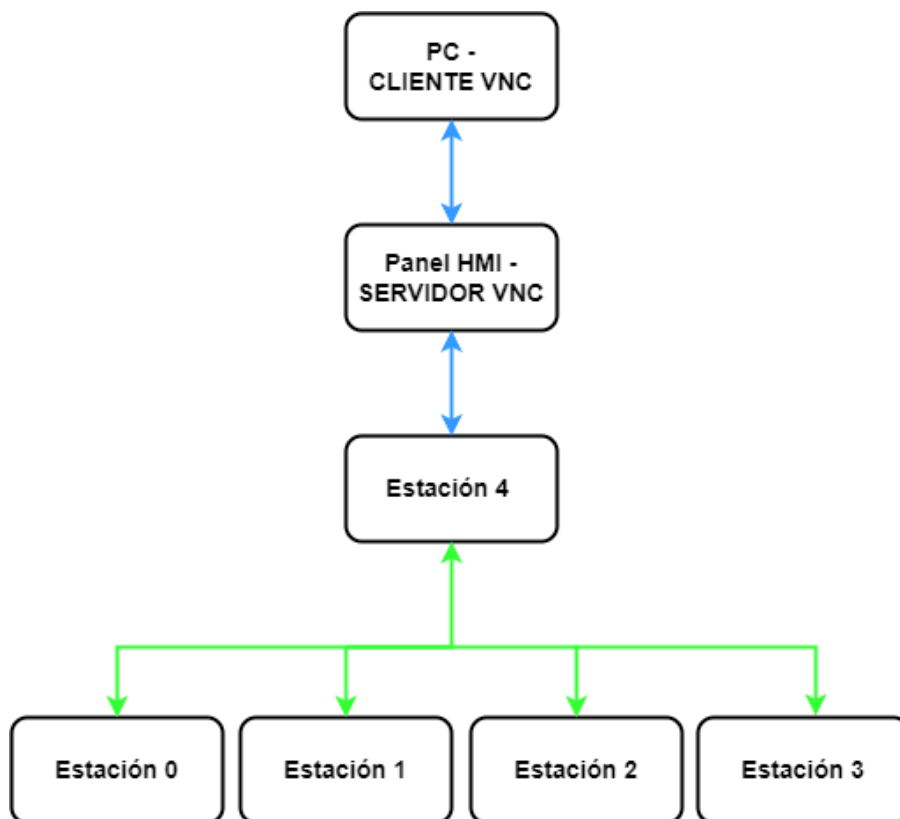 PC -
CLIENTE VNC
Panel HMI -
SERVIDOR VNC
Estación 4
Estación 0
Estación 1
Estación 2
Estación 3